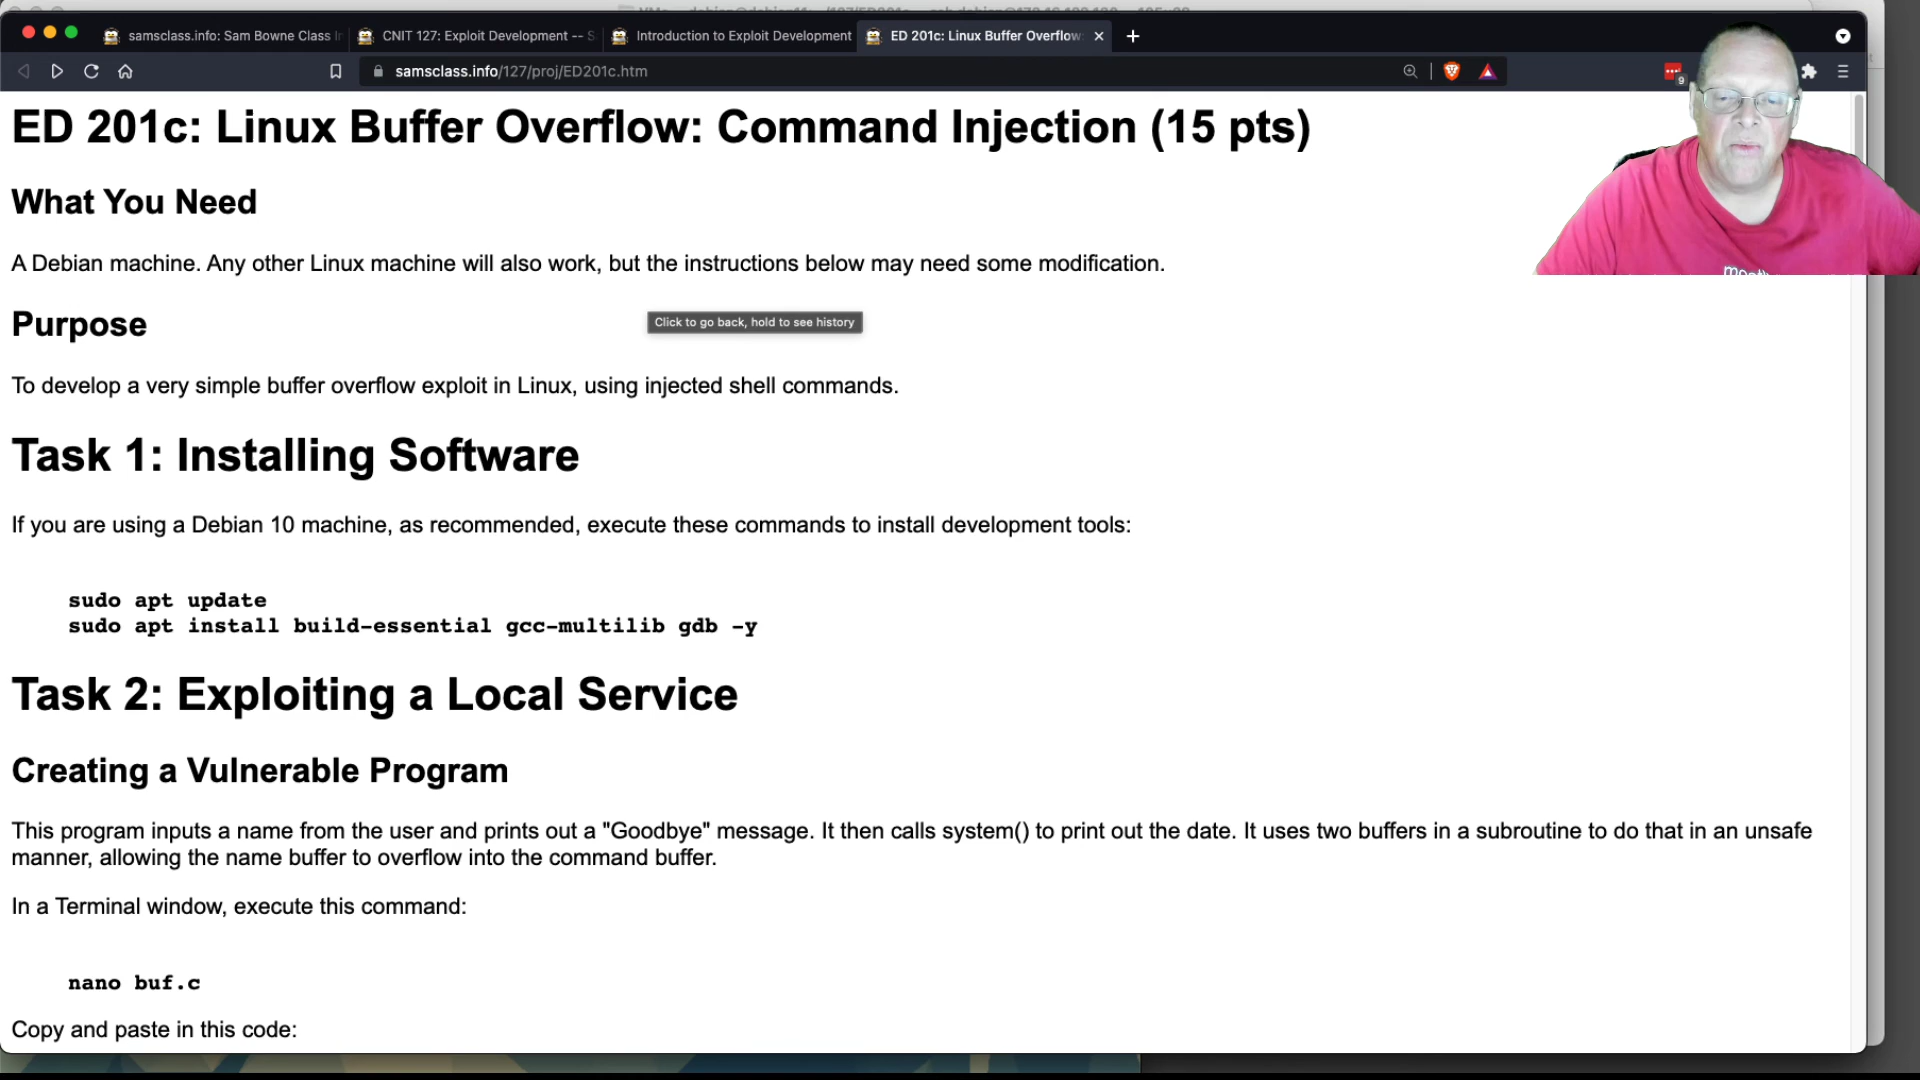 samsclass.info: Sam Bowne Class I
CNIT 127: Exploit Development -- S
Introduction to Exploit Development
ED 201c: Linux Buffer Overflow:
samsclass.info/127/proj/ED201c.htm
9
ED 201c: Linux Buffer Overflow: Command Injection (15 pts)
What You Need
A Debian machine. Any other Linux machine will also work, but the instructions below may need some modification.
Purpose
Click to go back, hold to see history
To develop a very simple buffer overflow exploit in Linux, using injected shell commands.
Task 1: Installing Software
If you are using a Debian 10 machine, as recommended, execute these commands to install development tools:
sudo apt update
sudo apt install build-essential gcc-multilib gdb -y
Task 2: Exploiting a Local Service
Creating a Vulnerable Program
This program inputs a name from the user and prints out a "Goodbye" message. It then calls system() to print out the date. It uses two buffers in a subroutine to do that in an unsafe
manner, allowing the name buffer to overflow into the command buffer.
In a Terminal window, execute this command:
nano buf.c
Copy and paste in this code: